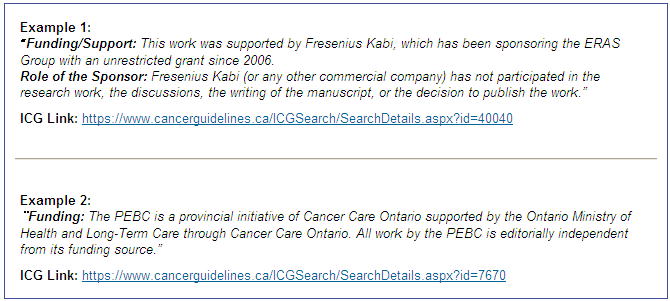 Example 1:
“Funding/Support: This work was supported by Fresenius Kabi, which has been sponsoring the ERAS
Group with an unrestricted grant since 2006.
Role of the Sponsor: Fresenius Kabi (or any other commercial company) has not participated in the
research work, the discussions, the writing of the manuscript, or the decision to publish the work.”
ICG Link: https://www.cancerguidelines.ca/ICGSearch/SearchDetails.aspx?id=40040
Example 2:
¨Funding: The PEBC is a provincial initiative of Cancer Care Ontario supported by the Ontario Ministry of
Health and Long-Term Care through Cancer Care Ontario. All work by the PEBC is editorially independent
from its funding source.”
ICG Link: https://www.cancerguidelines.ca/ICGSearch/SearchDetails.aspx?id=7670